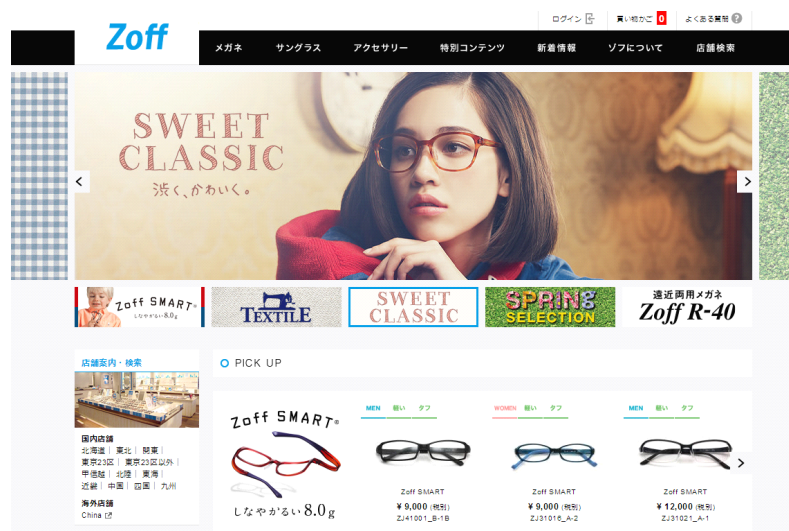 Zoff
ログイン
買い物かご 0
よくある質問 ?
メガネ
サングラス
アクセサリー
特別コンテンツ
新着情報
ゾフについて
店舗検索
SWEET
CLASSIC
渋く、かわいく。
Zoff SMART®
しなやかるい8.0g
TEXTILE
SWEET
CLASSIC
SPRING
SELECTION
遠近両用メガネ
Zoff R-40
店舗案内・検索
国内店舗
北海道｜ 東北｜ 関東｜
東京23区｜ 東京23区以外｜
甲信越｜ 北陸｜ 東海｜
近畿｜ 中国｜ 四国｜ 九州
海外店舗
China
PICK UP
Zoff SMART®
しなやかるい 8.0g
MEN 軽い タフ
Zoff SMART
¥ 9,000 (税別)
ZJ41001_B-1B
WOMEN 軽い タフ
Zoff SMART
¥ 9,000 (税別)
ZJ31016_A-2
MEN 軽い タフ
Zoff SMART
¥ 12,000 (税別)
ZJ31021_A-1